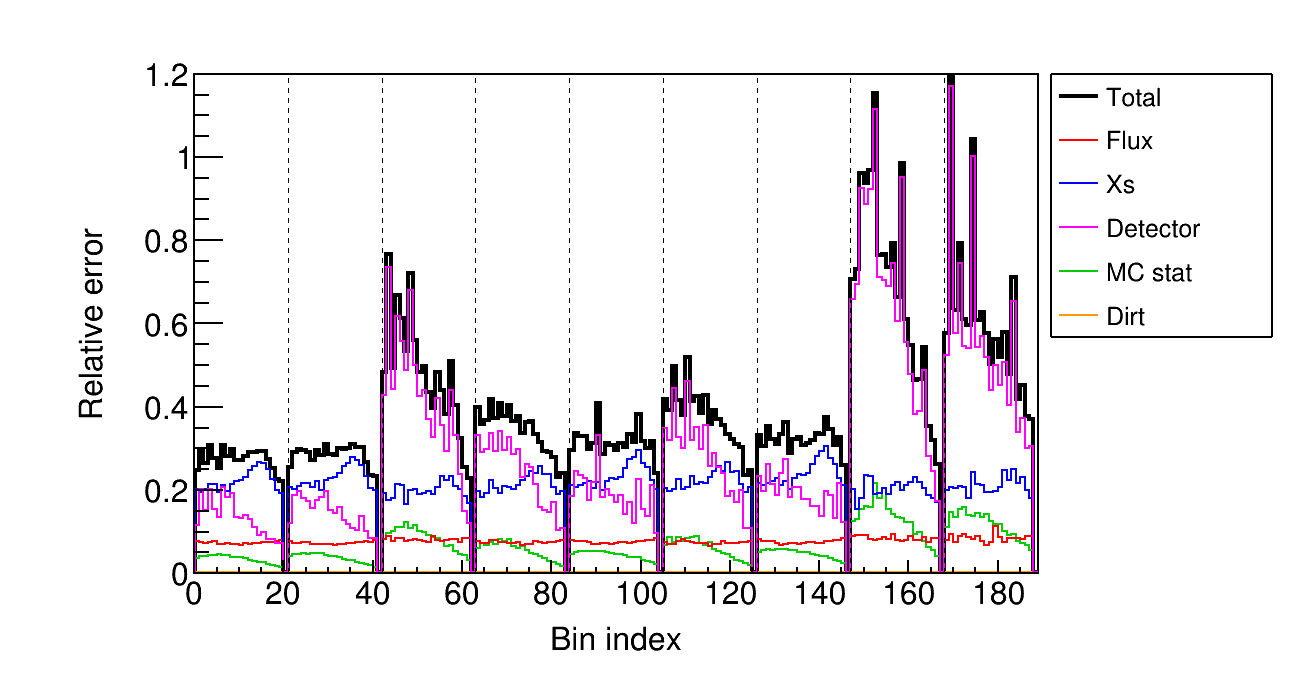 1.2
1
0.8
0.6
0.4
0.2
0
Relative error
0 20 40 60 80 100 120 140 160 180
Bin index
Total
Flux
Xs
Detector
MC stat
Dirt